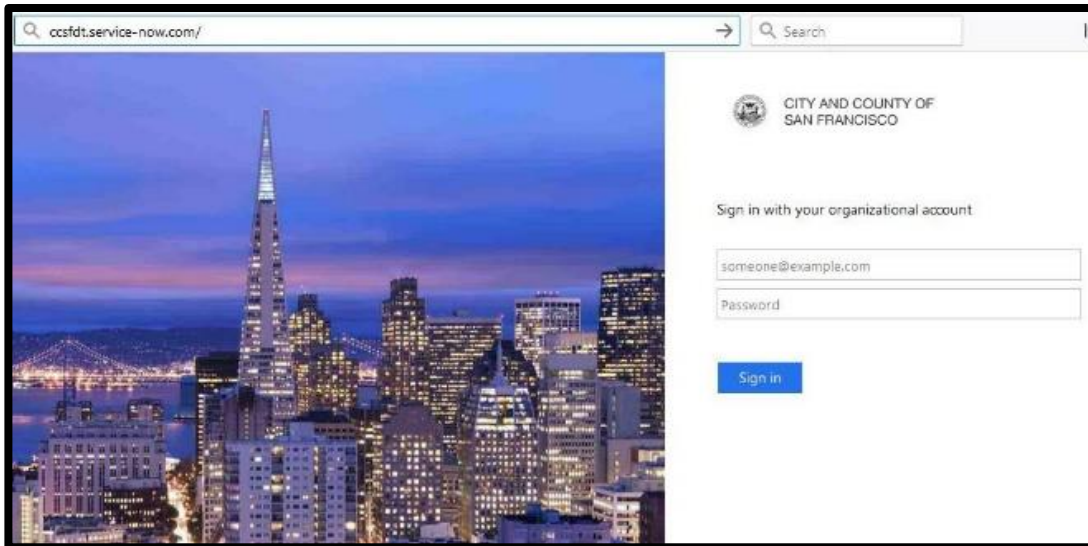 ccsfdt.service-now.com/
Search
CITY AND COUNTY OF
SAN FRANCISCO
Sign in with your organizational account
someone@example.com
Password
Sign in